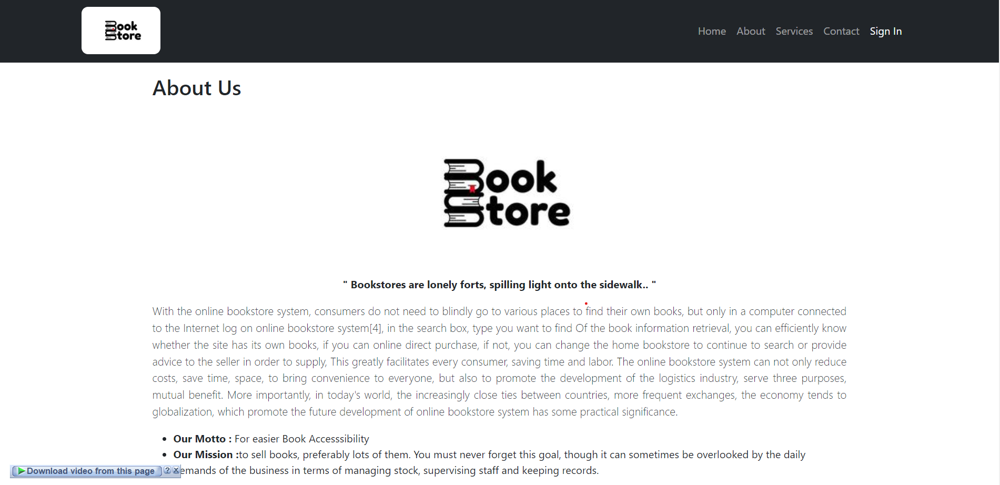 Book
Store
Home About Services Contact Sign In
About Us
Book
Store
" Bookstores are lonely forts, spilling light onto the sidewalk.. "
With the online bookstore system, consumers do not need to blindly go to various places to find their own books, but only in a computer connected
to the Internet log on online bookstore system[4], in the search box, type you want to find Of the book information retrieval, you can efficiently know
whether the site has its own books, if you can online direct purchase, if not, you can change the home bookstore to continue to search or provide
advice to the seller in order to supply, This greatly facilitates every consumer, saving time and labor. The online bookstore system can not only reduce
costs, save time, space, to bring convenience to everyone, but also to promote the development of the logistics industry, serve three purposes,
mutual benefit. More importantly, in today's world, the increasingly close ties between countries, more frequent exchanges, the economy tends to
globalization, which promote the future development of online bookstore system has some practical significance.
• Our Motto : For easier Book Accesssibility
• Our Mission :to sell books, preferably lots of them. You must never forget this goal, though it can sometimes be overlooked by the daily
emands of the business in terms of managing stock, supervising staff and keeping records.
Download video from this page ? X